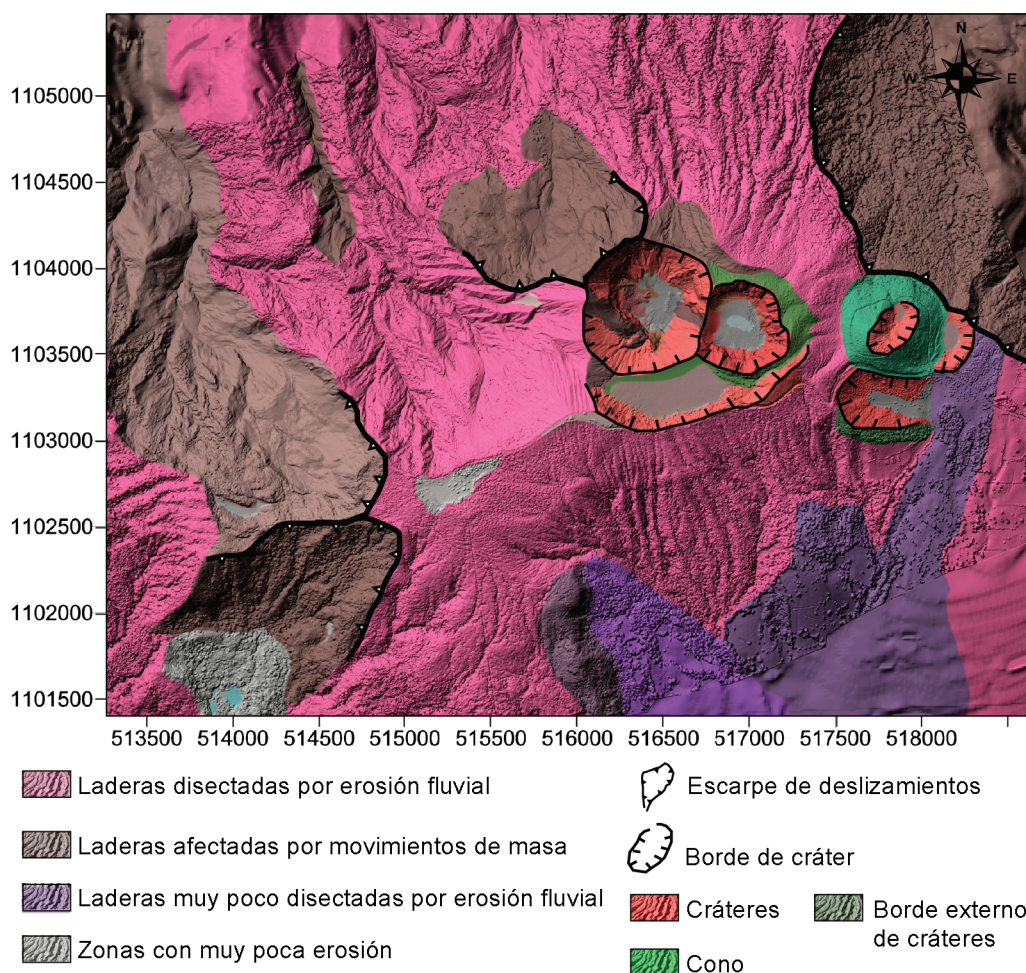 N
W E
S
1105000
1104500
1104000
1103500
1103000
1102500
1102000
1101500
513500 514000 514500 515000 515500 516000 516500 517000 517500 518000
Laderas disectadas por erosión fluvial
Laderas afectadas por movimientos de masa
Laderas muy poco disectadas por erosión fluvial
Zonas con muy poca erosión
Escarpe de deslizamientos
Borde de cráter
Cráteres
Borde externo
de cráteres
Cono